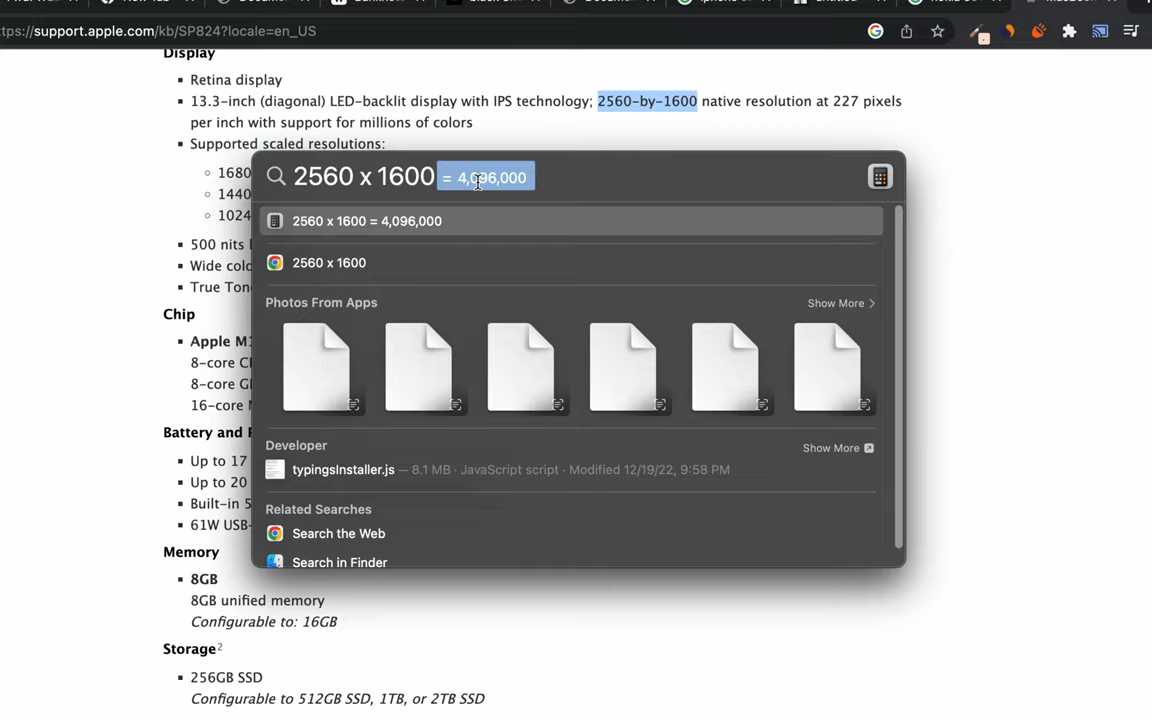 ttps://support.apple.com/kb/SP824?locale=en_US
Display
Retina display
13.3-inch (diagonal) LED-backlit display with IPS technology; 2560-by-1600 native resolution at 227 pixels
per inch with support for millions of colors
Supported scaled resolutions:
1680
1440
1024
500 nits
Wide colo
True Ton
Chip
Apple M1
8-core C
8-core G
16-core
Battery and
Up to 17
Up to 20
Built-in 5
61W USB-
Memory
8GB
8GB unified memory
Configurable to: 16GB
Storage2
256GB SSD
Configurable to 512GB SSD, 1TB, or 2TB SSD
2560 x 1600 = 4,096,000
2560 x 1600 = 4,096,000
2560 x 1600
Photos From Apps
Show More
Developer
Show More
typingsInstaller.js — 8.1 MB · JavaScript script · Modified 12/19/22, 9:58 PM
Related Searches
Search the Web
Search in Finder